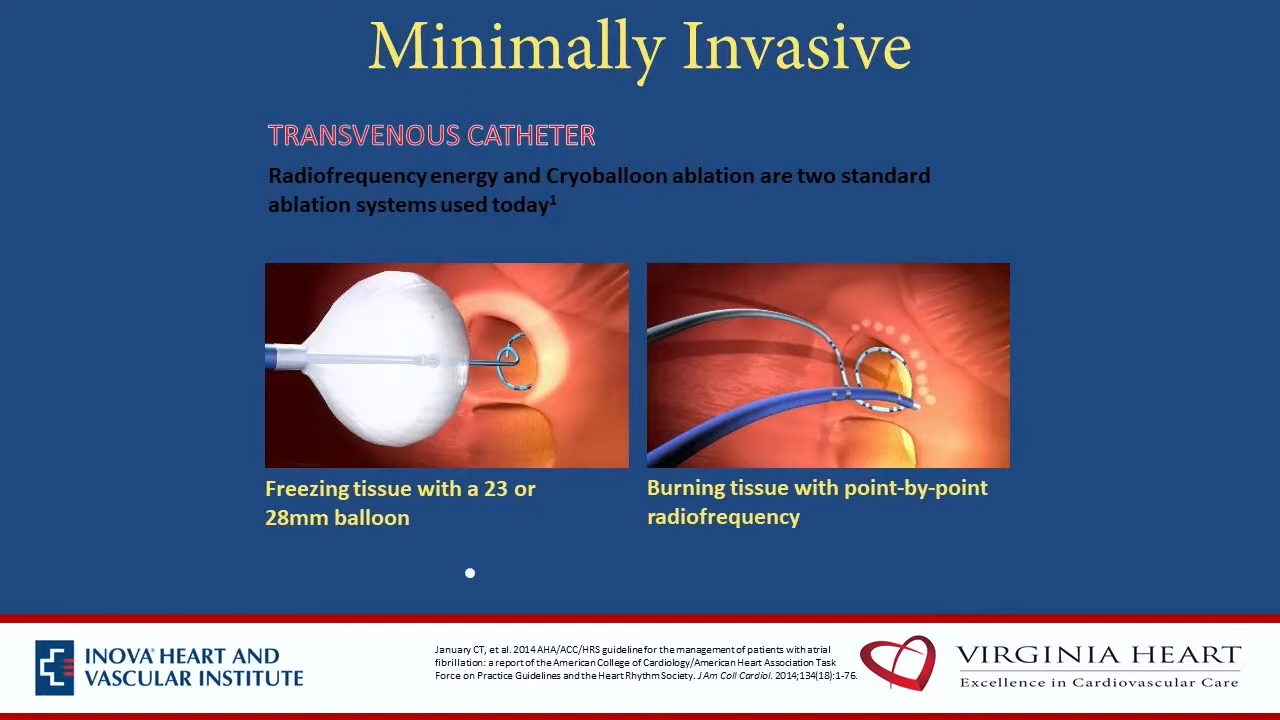 Minimally Invasive
TRANSVENOUS CATHETER
Radiofrequency energy and Cryoballoon ablation are two standard
ablation systems used today¹
Freezing tissue with a 23 or
28mm balloon
Burning tissue with point-by-point
radiofrequency
INOVA® HEART AND
VASCULAR INSTITUTE
January CT, et al. 2014 AHA/ACC/HRS guideline for the management of patients with atrial
fibrillation: a report of the American College of Cardiology/American Heart Association Task
Force on Practice Guidelines and the Heart Rhythm Society. J Am Coll Cardiol. 2014;134(18):1-76.
VIRGINIA HEART
Excellence in Cardiovascular Care